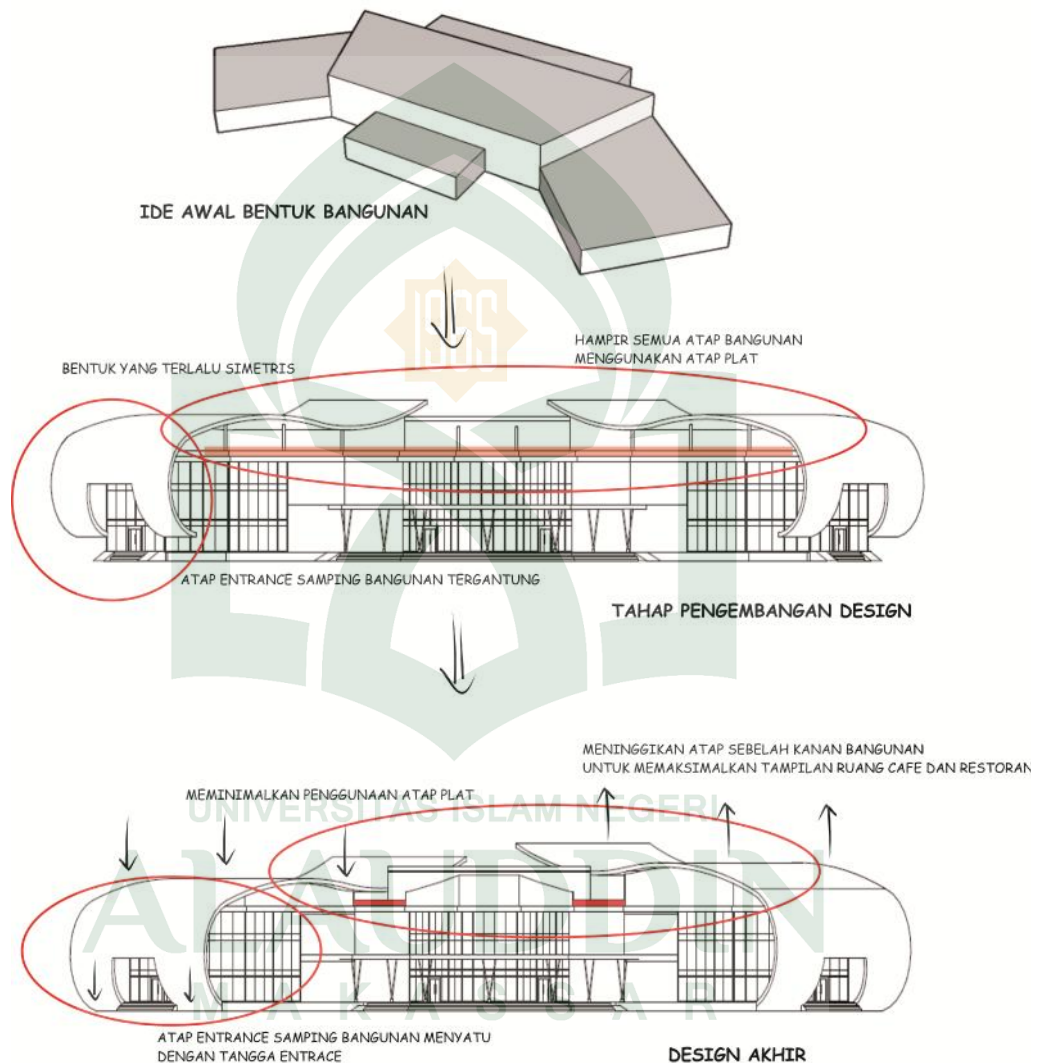 IDE AWAL BENTUK BANGUNAN
1965
HAMPIR SEMUA ATAP BANGUNAN
MENGGUNAKAN ATAP PLAT
BENTUK YANG TERLALU SIMETRIS
ATAP ENTRANCE SAMPING BANGUNAN TERGANTUNG
TAHAP PENGEMBANGAN DESIGN
MENINGGIKAN ATAP SEBELAH KANAN BANGUNAN
UNTUK MEMAKSIMALKAN TAMPILAN RUANG CAFE DAN RESTORAN
MEMINIMALKAN PENGGUNAAN ATAP PLAT
UNIVERSITAS ISLAM NEGERI
ALAUDDIN
MAKASSAR
ATAP ENTRANCE SAMPING BANGUNAN MENYATU
DENGAN TANGGA ENTRACE
DESIGN AKHIR